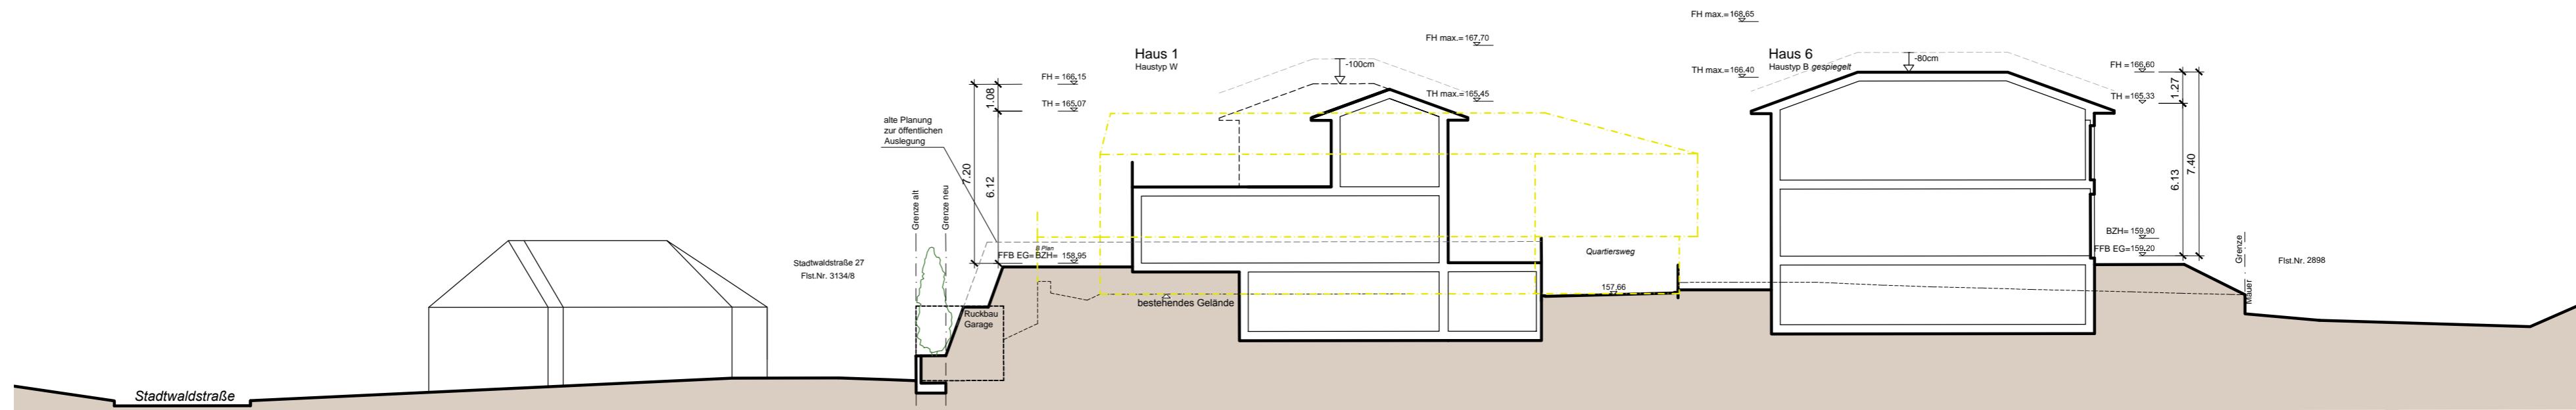 Stadtwaldstraße
Stadtwaldstraße 27
Flst.Nr. 3134/8
alte Planung
zur öffentlichen
Auslegung
Grenze alt
Grenze neu
7.20
1.08
6.12
FH = 166,15
TH = 165,07
B Plan
FFB EG= BZH= 158,95
Ruckbau
Garage
Haus 1
Haustyp W
-100cm
FH max.= 167,70
TH max.= 165,45
bestehendes Gelände
Quartiersweg
157,66
FH max.= 168,65
TH max.= 166,40
Haus 6
Haustyp B gespiegelt
-80cm
FH = 166,60
TH = 165,33
1.27
6.13
7.40
BZH= 159,90
FFB EG= 159,20
Grenze
Mauer
Flst.Nr. 2898